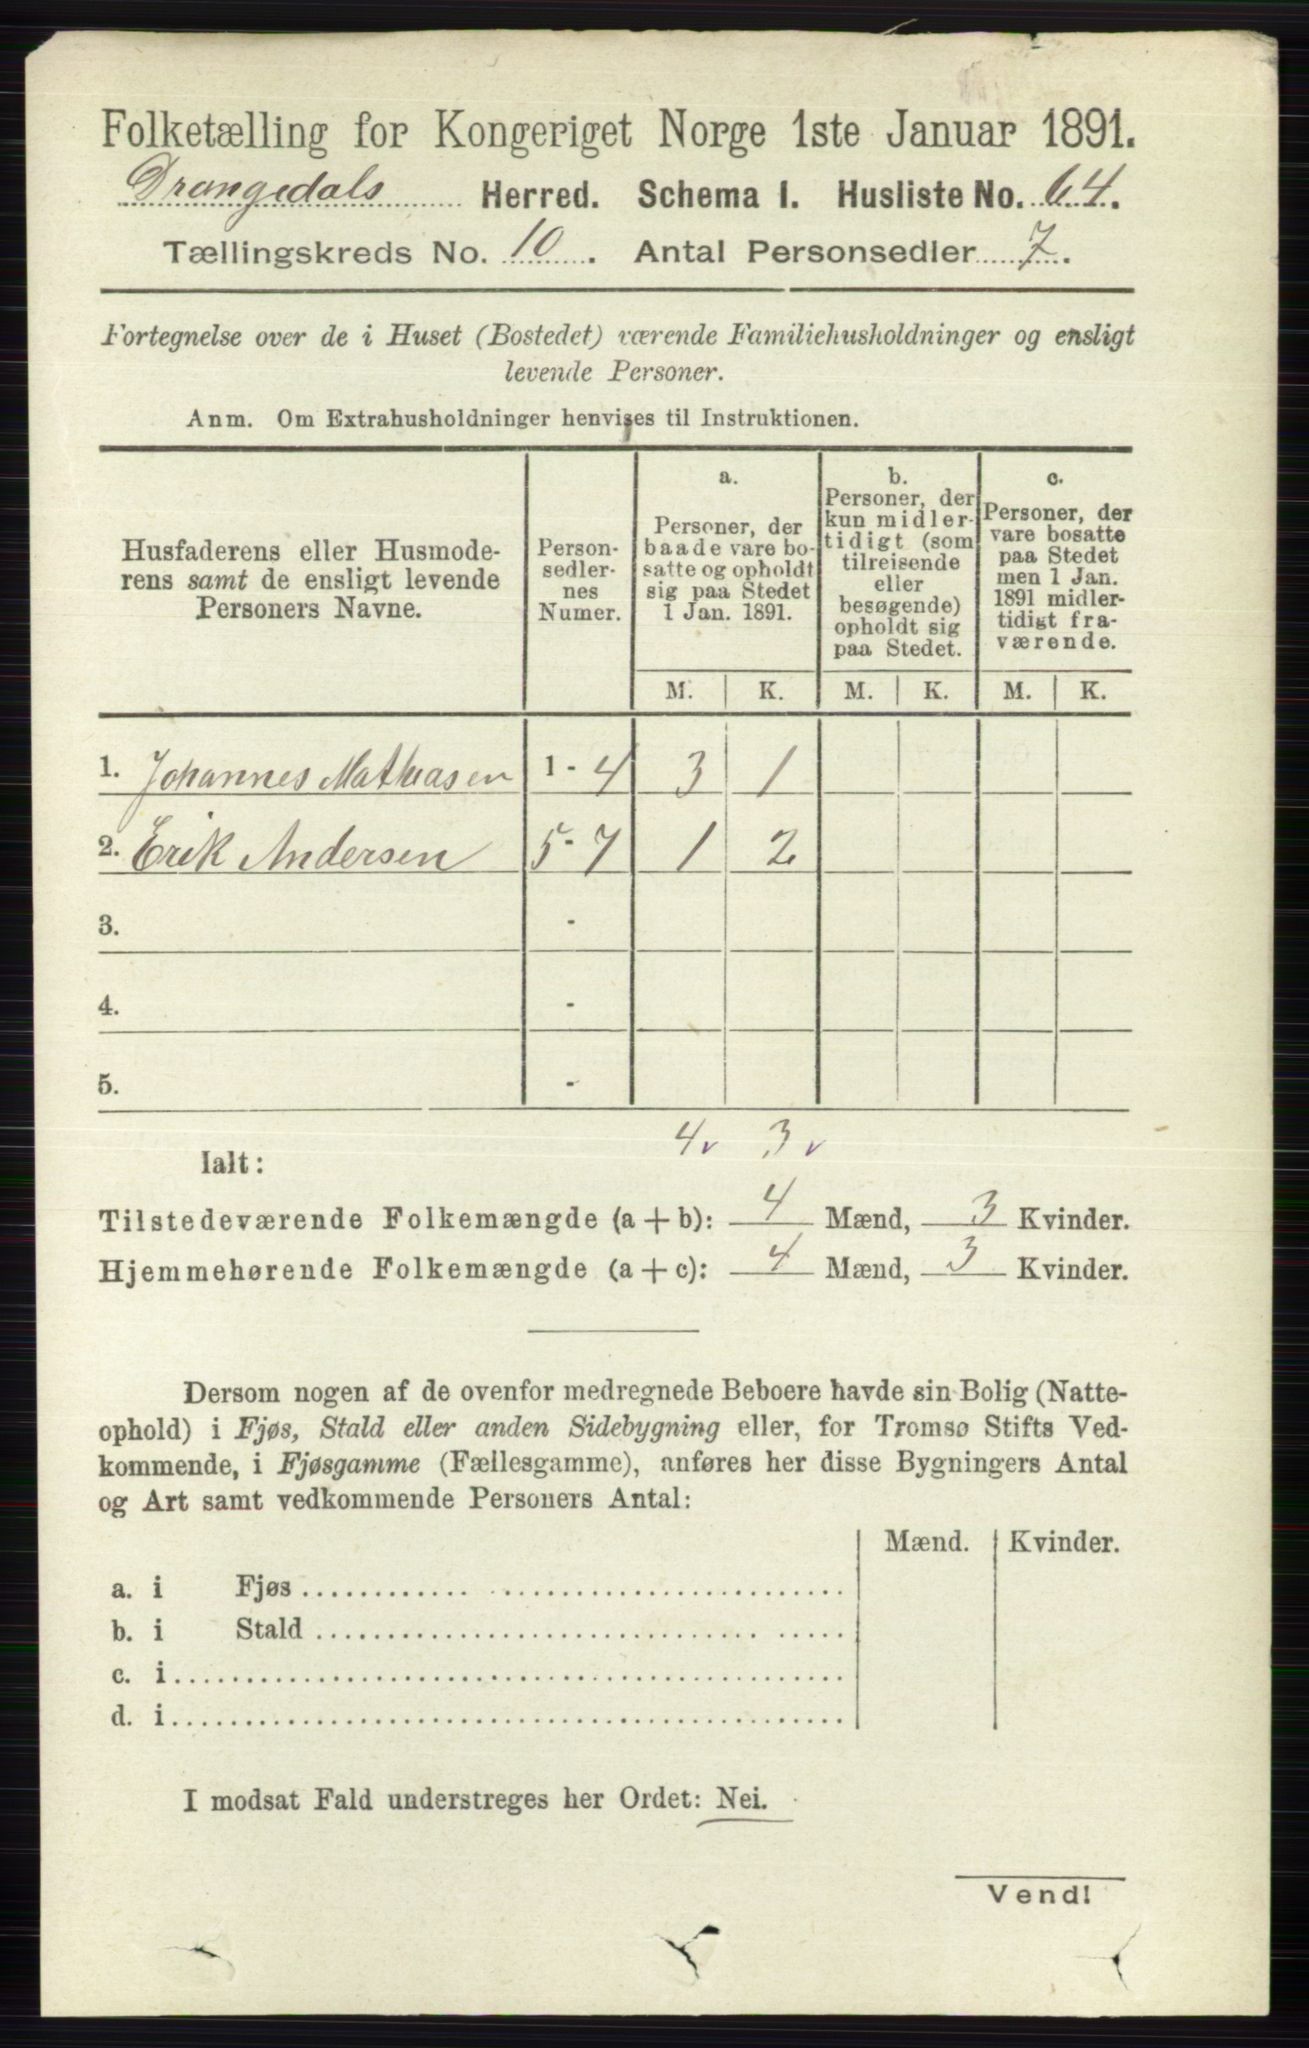 Folketælling for Kongeriget Norge 1ste Januar 1891.
Drangedals Herred. Schema I. Husliste No. 64.
Tællingskreds No. 10. Antal Personsedler 7.
Fortegnelse over de i Huset (Bostedet) værende Familiehusholdninger og ensligt
levende Personer.
Anm. Om Extrahusholdninger henvises til Instruktionen.
Husfaderens eller Husmode-
rens samt de ensligt levende
Personers Navne.
Person-
sedler-
nes
Numer.
a.
Personer, der
baade vare bo-
satte og opholdt
sig paa Stedet
1 Jan. 1891.
b.
Personer, der
kun midler-
tidigt (som
tilreisende
eller
besøgende)
opholdt sig
paa Stedet.
c.
Personer, der
vare bosatte
paa Stedet
men 1 Jan.
1891 midler-
tidigt fra-
værende.
M. K. M. K. M. K.
1. Johannes Mathiasen 1 - 4 3 1
2. Erik Andersen 5 - 7 1 2
3. -
4. -
5. -
4 v 3 v
Ialt:
Tilstedeværende Folkemængde (a + b): 4 Mænd, 3 Kvinder.
Hjemmehørende Folkemængde (a + c): 4 Mænd, 3 Kvinder.
Dersom nogen af de ovenfor medregnede Beboere havde sin Bolig (Natte-
ophold) i Fjøs, Stald eller anden Sidebygning eller, for Tromsø Stifts Ved-
kommende, i Fjøsgamme (Fællesgamme), anføres her disse Bygningers Antal
og Art samt vedkommende Personers Antal:
Mænd. Kvinder.
a. i Fjøs
b. i Stald
c. i
d. i
I modsat Fald understreges her Ordet: Nei.
Vend!